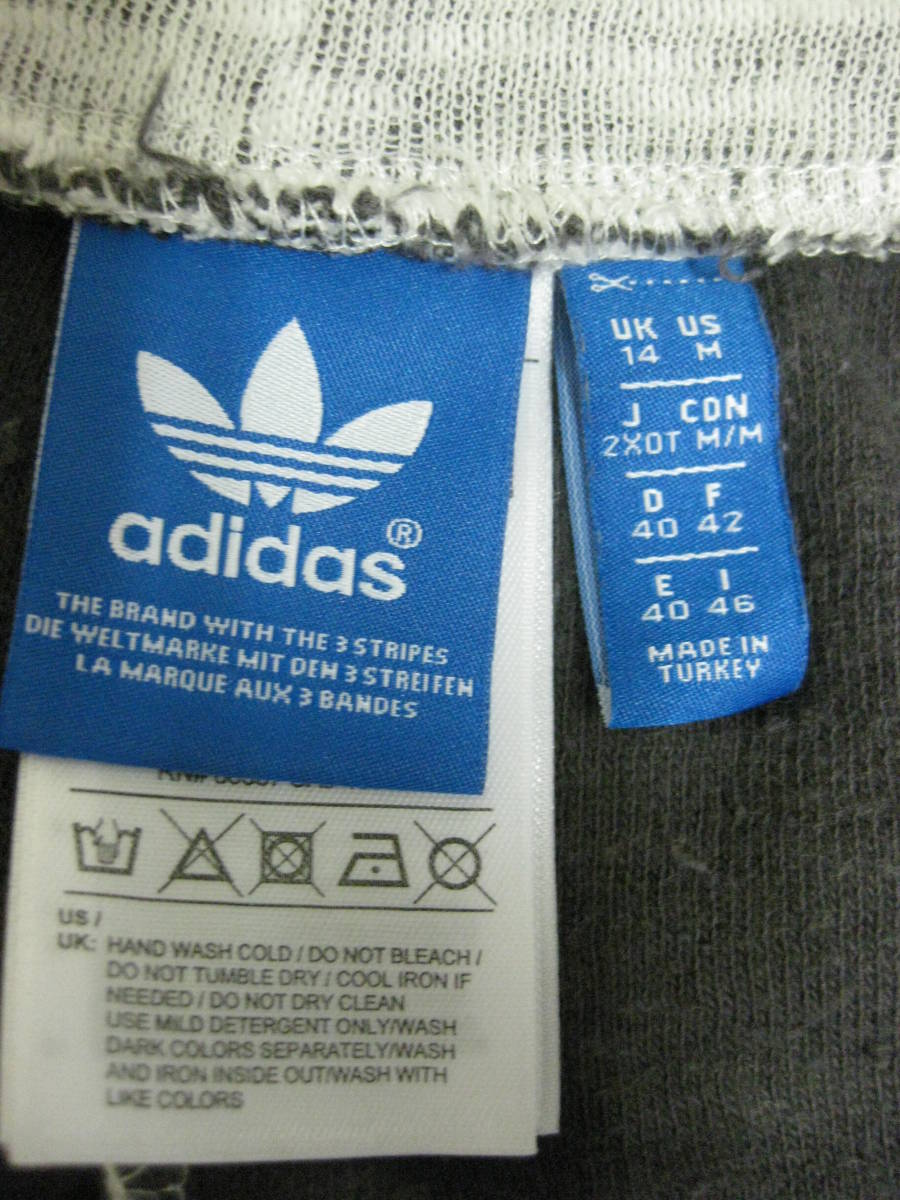 adidas®
THE BRAND WITH THE 3 STRIPES
DIE WELTMARKE MIT DEN 3 STREIFEN
LA MARQUE AUX 3 BANDES
UK US
14 M
J CDN
2XOT M/M
D F
40 42
E I
40 46
MADE IN
TURKEY
US /
UK: HAND WASH COLD / DO NOT BLEACH /
DO NOT TUMBLE DRY / COOL IRON IF
NEEDED / DO NOT DRY CLEAN
USE MILD DETERGENT ONLY/WASH
DARK COLORS SEPARATELY/WASH
AND IRON INSIDE OUT/WASH WITH
LIKE COLORS